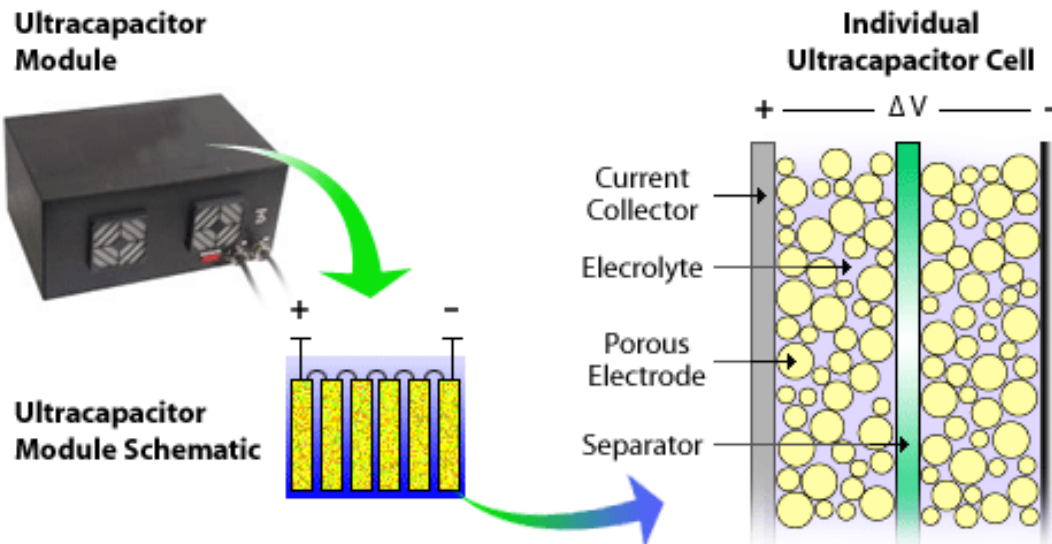 Ultracapacitor
Module
Individual
Ultracapacitor Cell
+ ΔV -
Current
Collector
Elecrolyte
Porous
Electrode
Separator
+ -
Ultracapacitor
Module Schematic